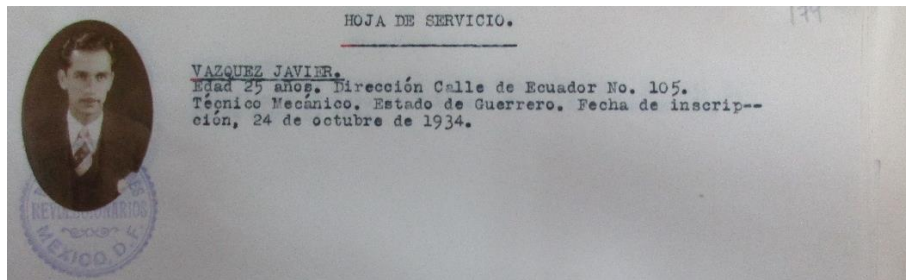 HOJA DE SERVICIO.
174
VAZQUEZ JAVIER.
Edad 25 años. Dirección Calle de Ecuador No. 105.
Técnico Mecánico. Estado de Guerrero. Fecha de inscrip--
ción, 24 de octubre de 1934.
REVOLUCIONARIOS
MEXICO, D.F.